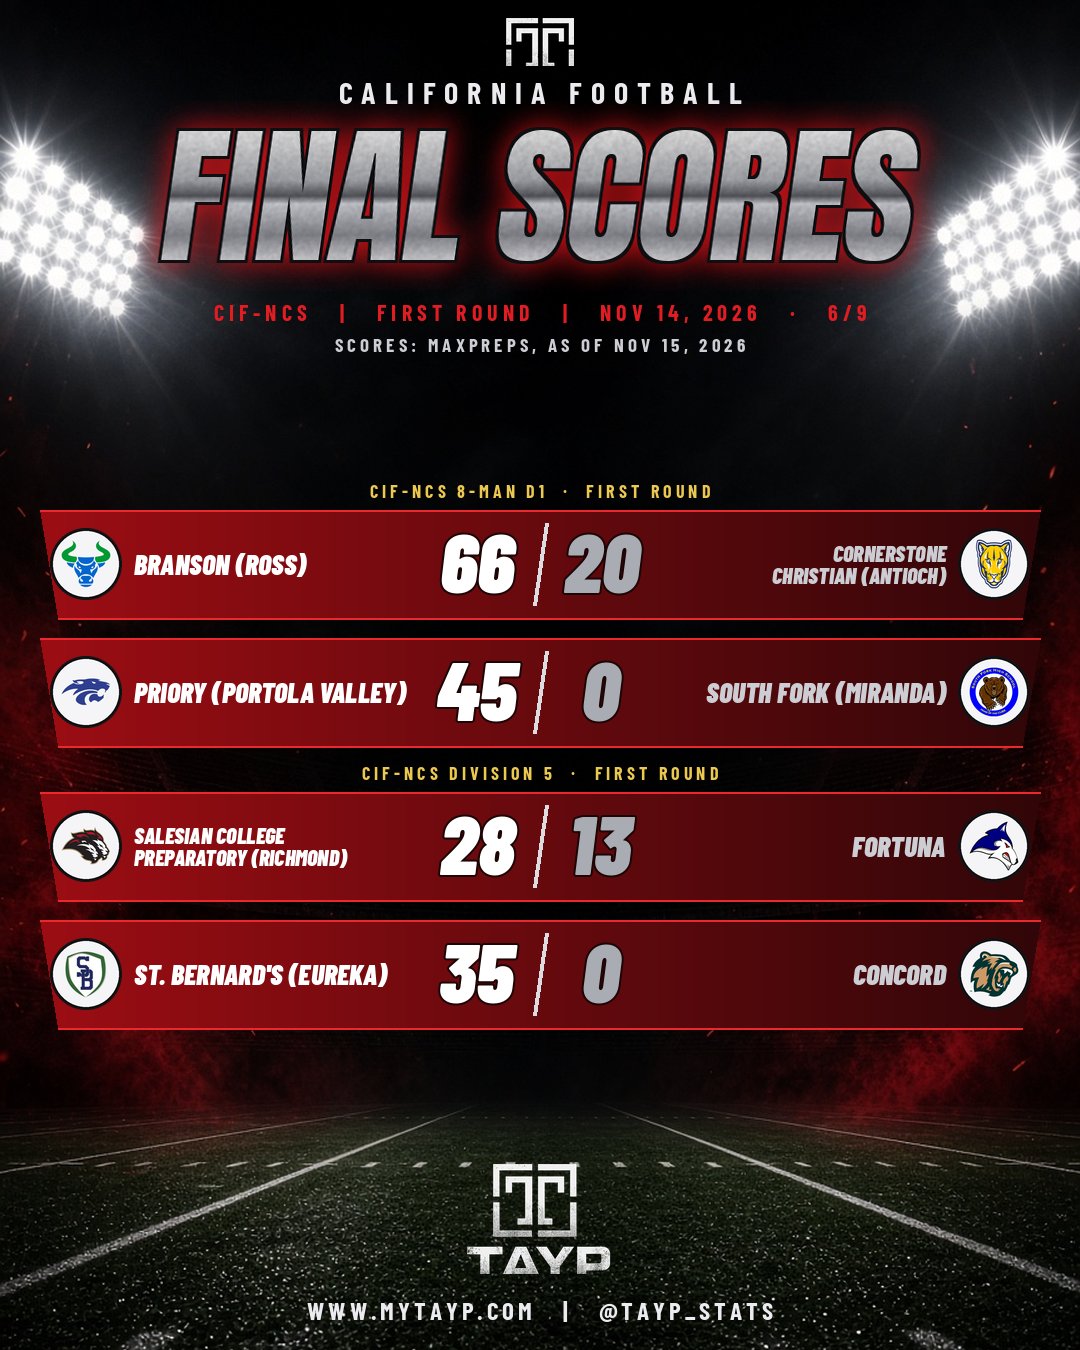 CALIFORNIA FOOTBALL
FINAL SCORES
CIF-NCS | FIRST ROUND | NOV 14, 2026 · 6/9
SCORES: MAXPREPS, AS OF NOV 15, 2026
CIF-NCS 8-MAN D1 · FIRST ROUND
BRANSON (ROSS) 66 / 20 CORNERSTONE
CHRISTIAN (ANTIOCH)
PRIORY (PORTOLA VALLEY) 45 / 0 SOUTH FORK (MIRANDA)
CIF-NCS DIVISION 5 · FIRST ROUND
SALESIAN COLLEGE
PREPARATORY (RICHMOND) 28 / 13 FORTUNA
SB
ST. BERNARD'S (EUREKA) 35 / 0 CONCORD
TAYP
WWW.MYTAYP.COM | @TAYP_STATS